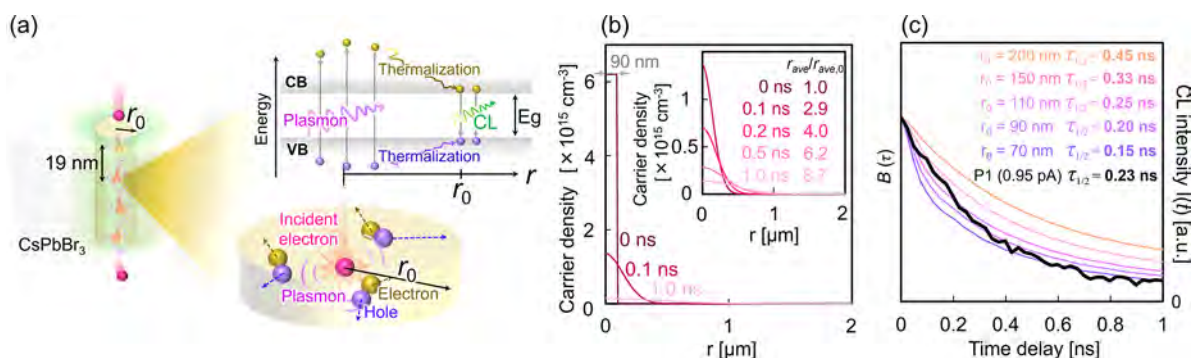 (a)
r0
19 nm
CsPbBr3
Energy
CB
VB
Plasmon
Thermalization
CL
Eg
Thermalization
r0
r
Incident
electron
r0
Plasmon
Electron
Hole
(b)
Carrier density [× 10^15 cm^-3]
6
4
2
0
90 nm
0 ns
0.1 ns
1.0 ns
0
1
2
r [μm]
Carrier density
[× 10^15 cm^-3]
1
0.5
0
rave/rave,0
0 ns 1.0
0.1 ns 2.9
0.2 ns 4.0
0.5 ns 6.2
1.0 ns 8.7
0
1
2
r [μm]
(c)
B (τ)
r0 = 200 nm τ1/2 = 0.45 ns
r0 = 150 nm τ1/2 = 0.33 ns
r0 = 110 nm τ1/2 = 0.25 ns
r0 = 90 nm τ1/2 = 0.20 ns
r0 = 70 nm τ1/2 = 0.15 ns
P1 (0.95 pA) τ1/2 = 0.23 ns
CL intensity I(t) [a.u.]
0
0
0.2
0.4
0.6
0.8
1
Time delay [ns]